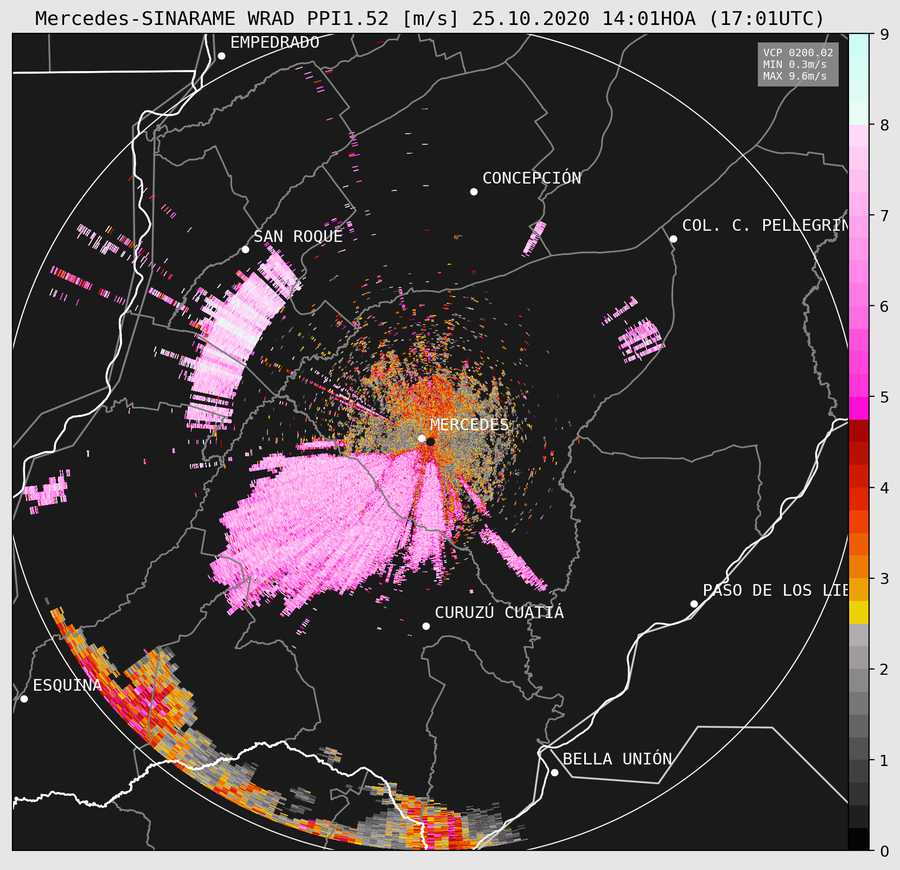 Mercedes-SINARAME WRAD PPI1.52 [m/s] 25.10.2020 14:01HOA (17:01UTC)
EMPEDRADO
VCP 0200.02
MIN 0.3m/s
MAX 9.6m/s
CONCEPCIÓN
SAN ROQUE
COL. C. PELLEGRIN
MERCEDES
PASO DE LOS LIB
CURUZÚ CUATIÁ
ESQUINA
BELLA UNIÓN
9
8
7
6
5
4
3
2
1
0